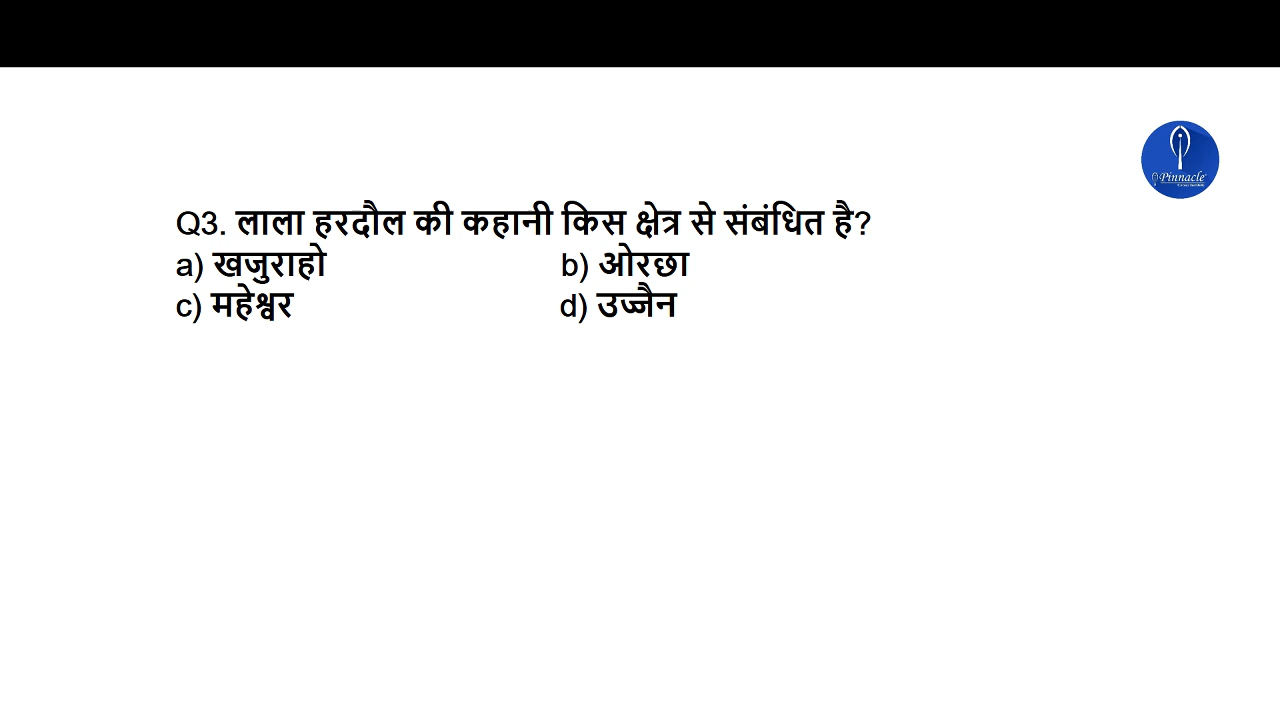 Pinnacle
Q3. लाला हरदौल की कहानी किस क्षेत्र से संबंधित है?
a) खजुराहो b) ओरछा
c) महेश्वर d) उज्जैन